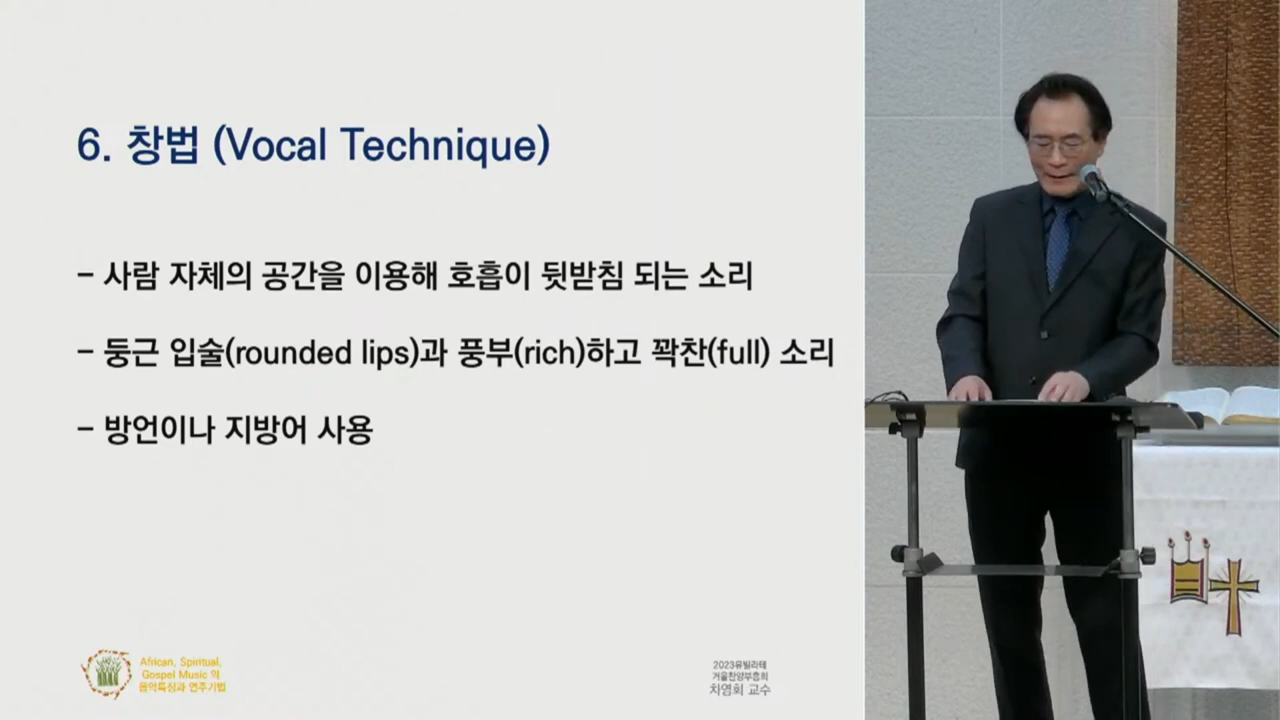 6. 창법 (Vocal Technique)
- 사람 자체의 공간을 이용해 호흡이 뒷받침 되는 소리
- 둥근 입술(rounded lips)과 풍부(rich)하고 꽉찬(full) 소리
- 방언이나 지방어 사용
African, Spiritual,
Gospel Music 의
음악특징과 연주기법
2023유빌라테
겨울찬양부흥회
차영회 교수